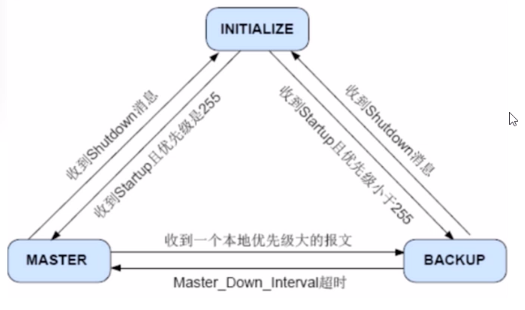 INITIALIZE
收到Shutdown消息
收到Startup且优先级是255
收到Startup且优先级小于255
收到Shutdown消息
收到一个本地优先级大的报文
MASTER
BACKUP
Master_Down_Interval超时